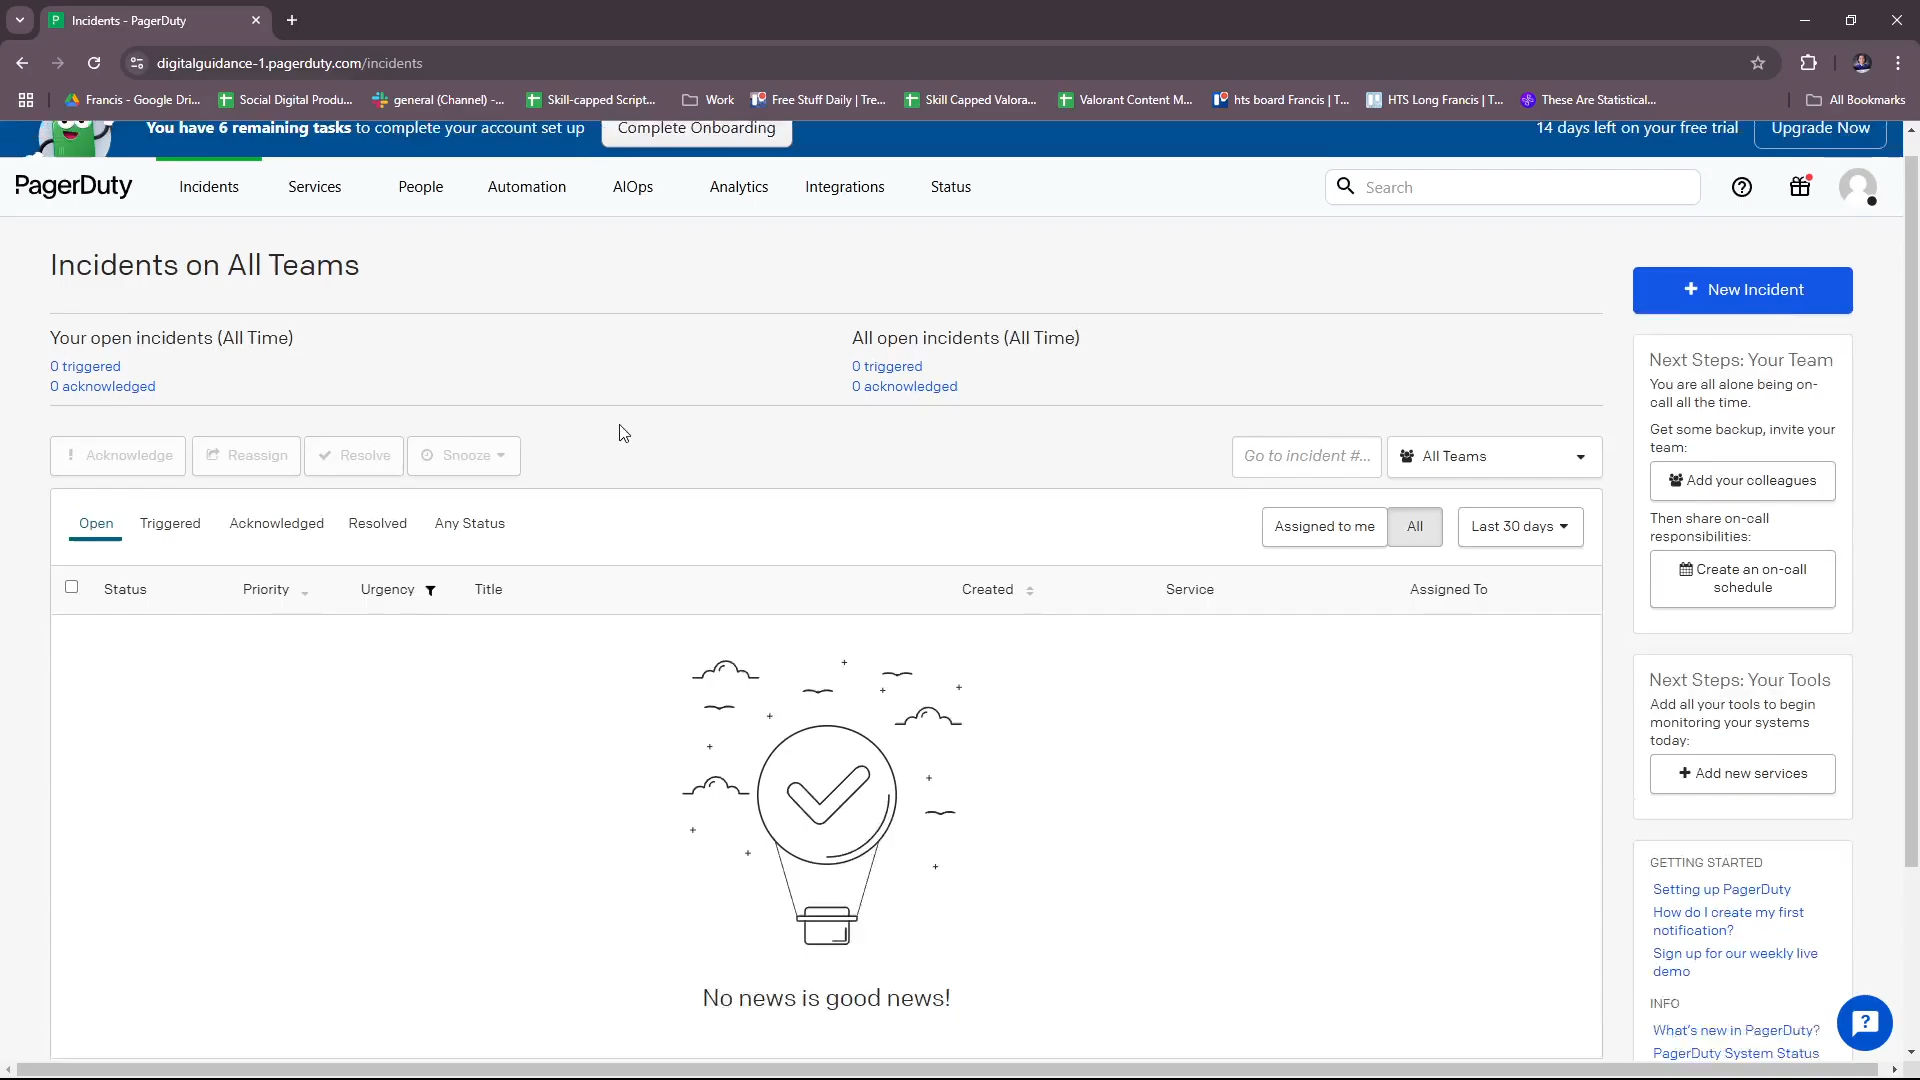 Incidents - PagerDuty
digitalguidance-1.pagerduty.com/incidents
Francis - Google Dri...
Social Digital Produ...
general (Channel) -...
Skill-capped Script...
Work
Free Stuff Daily | Tre...
Skill Capped Valora...
Valorant Content M...
hts board Francis | T...
HTS Long Francis | T...
These Are Statistical...
All Bookmarks
You have 6 remaining tasks to complete your account set up
Complete Onboarding
14 days left on your free trial
Upgrade Now
PagerDuty
Incidents
Services
People
Automation
AIOps
Analytics
Integrations
Status
Search
Incidents on All Teams
New Incident
Your open incidents (All Time)
0 triggered
0 acknowledged
All open incidents (All Time)
0 triggered
0 acknowledged
Acknowledge
Reassign
Resolve
Snooze
Go to incident #...
All Teams
Open
Triggered
Acknowledged
Resolved
Any Status
Assigned to me
All
Last 30 days
Status
Priority
Urgency
Title
Created
Service
Assigned To
No news is good news!
Next Steps: Your Team
You are all alone being on-
call all the time.
Get some backup, invite your
team:
Add your colleagues
Then share on-call
responsibilities:
Create an on-call
schedule
Next Steps: Your Tools
Add all your tools to begin
monitoring your systems
today:
Add new services
GETTING STARTED
Setting up PagerDuty
How do I create my first
notification?
Sign up for our weekly live
demo
INFO
What's new in PagerDuty?
PagerDuty System Status